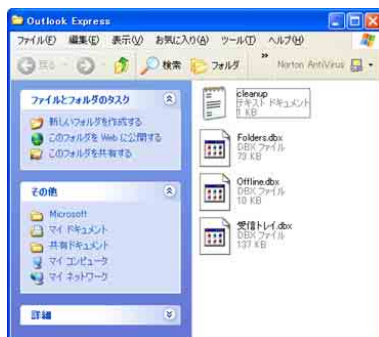 Outlook Express
ファイル(F) 編集(E) 表示(V) お気に入り(A) ツール(T) ヘルプ(H) »
戻る 検索 フォルダ » Norton AntiVirus
ファイルとフォルダのタスク
新しいフォルダを作成する
このフォルダを Web に公開する
このフォルダを共有する
その他
Microsoft
マイ ドキュメント
共有ドキュメント
マイ コンピュータ
マイ ネットワーク
詳細
cleanup
テキスト ドキュメント
1 KB
Folders.dbx
DBX ファイル
73 KB
Offline.dbx
DBX ファイル
10 KB
受信トレイ.dbx
DBX ファイル
137 KB